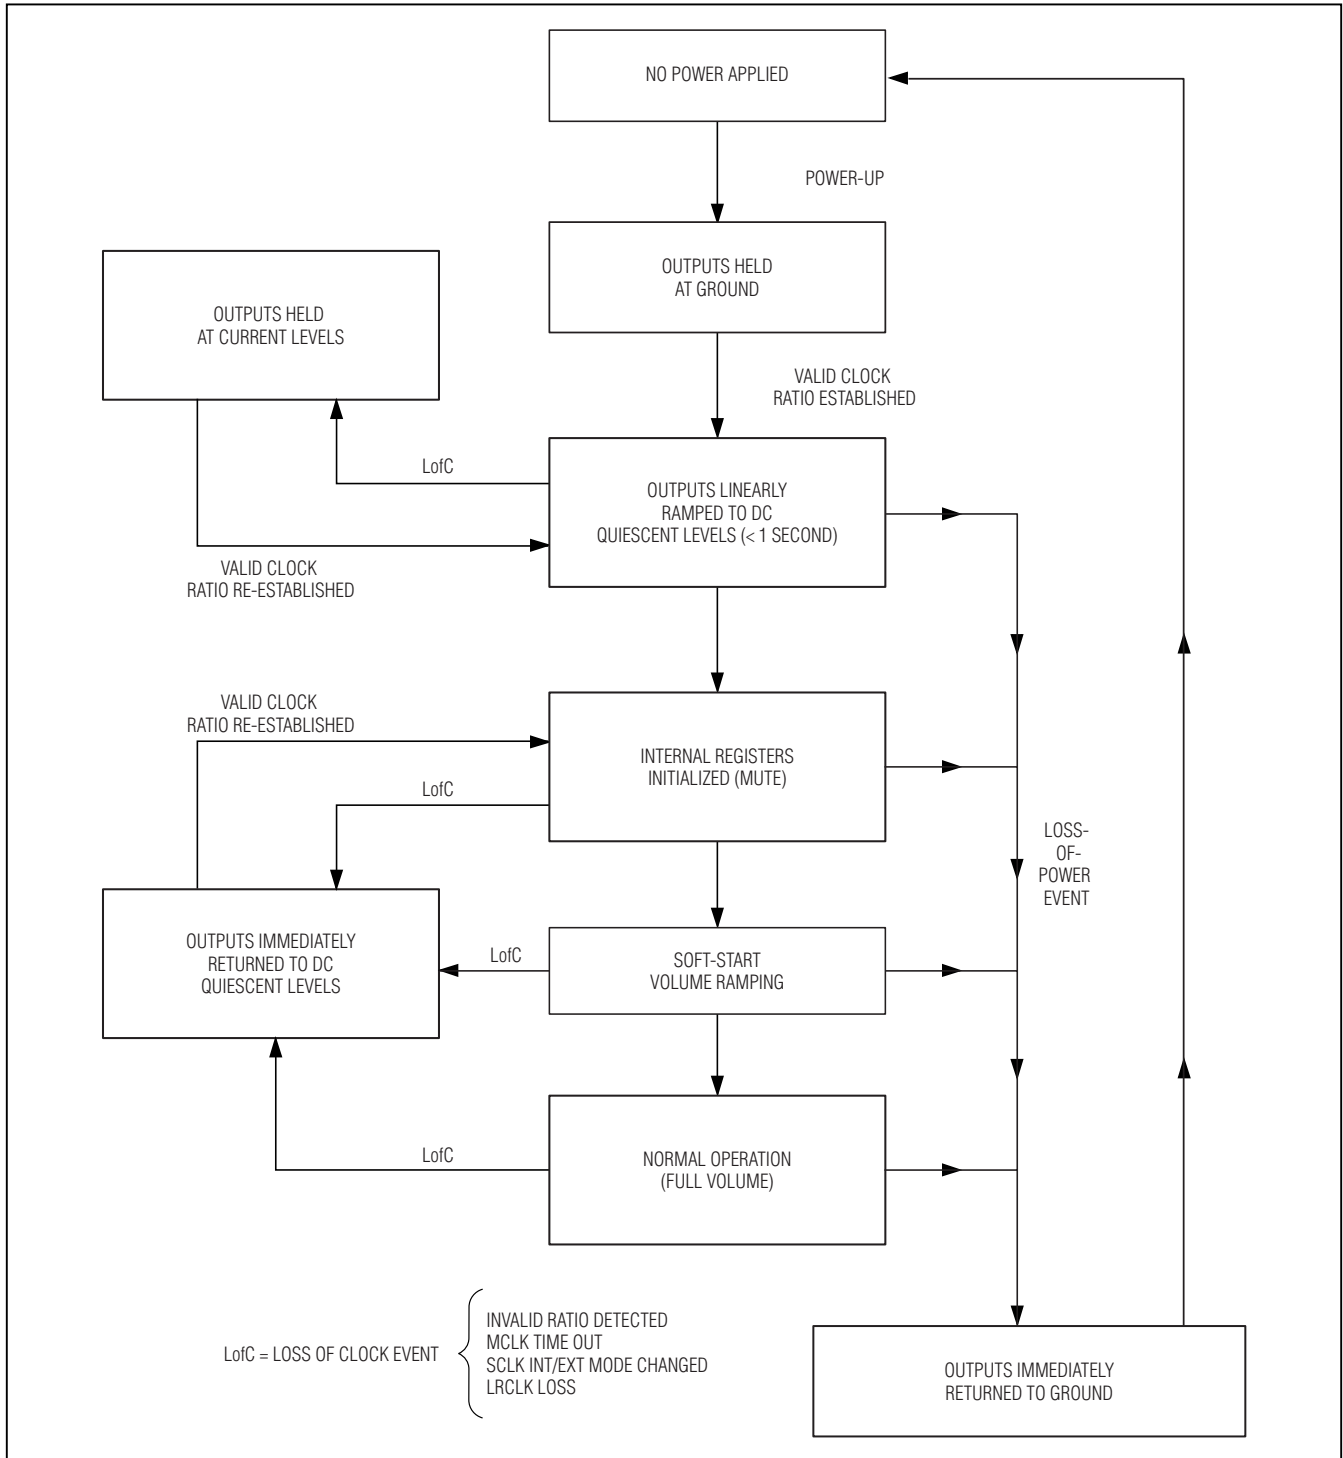 NO POWER APPLIED
POWER-UP
OUTPUTS HELD
AT GROUND
OUTPUTS HELD
AT CURRENT LEVELS
VALID CLOCK
RATIO ESTABLISHED
LofC
OUTPUTS LINEARLY
RAMPED TO DC
QUIESCENT LEVELS (< 1 SECOND)
VALID CLOCK
RATIO RE-ESTABLISHED
VALID CLOCK
RATIO RE-ESTABLISHED
INTERNAL REGISTERS
INITIALIZED (MUTE)
LofC
LOSS-
OF-
POWER
EVENT
OUTPUTS IMMEDIATELY
RETURNED TO DC
QUIESCENT LEVELS
LofC
SOFT-START
VOLUME RAMPING
LofC
NORMAL OPERATION
(FULL VOLUME)
LofC = LOSS OF CLOCK EVENT
INVALID RATIO DETECTED
MCLK TIME OUT
SCLK INT/EXT MODE CHANGED
LRCLK LOSS
OUTPUTS IMMEDIATELY
RETURNED TO GROUND